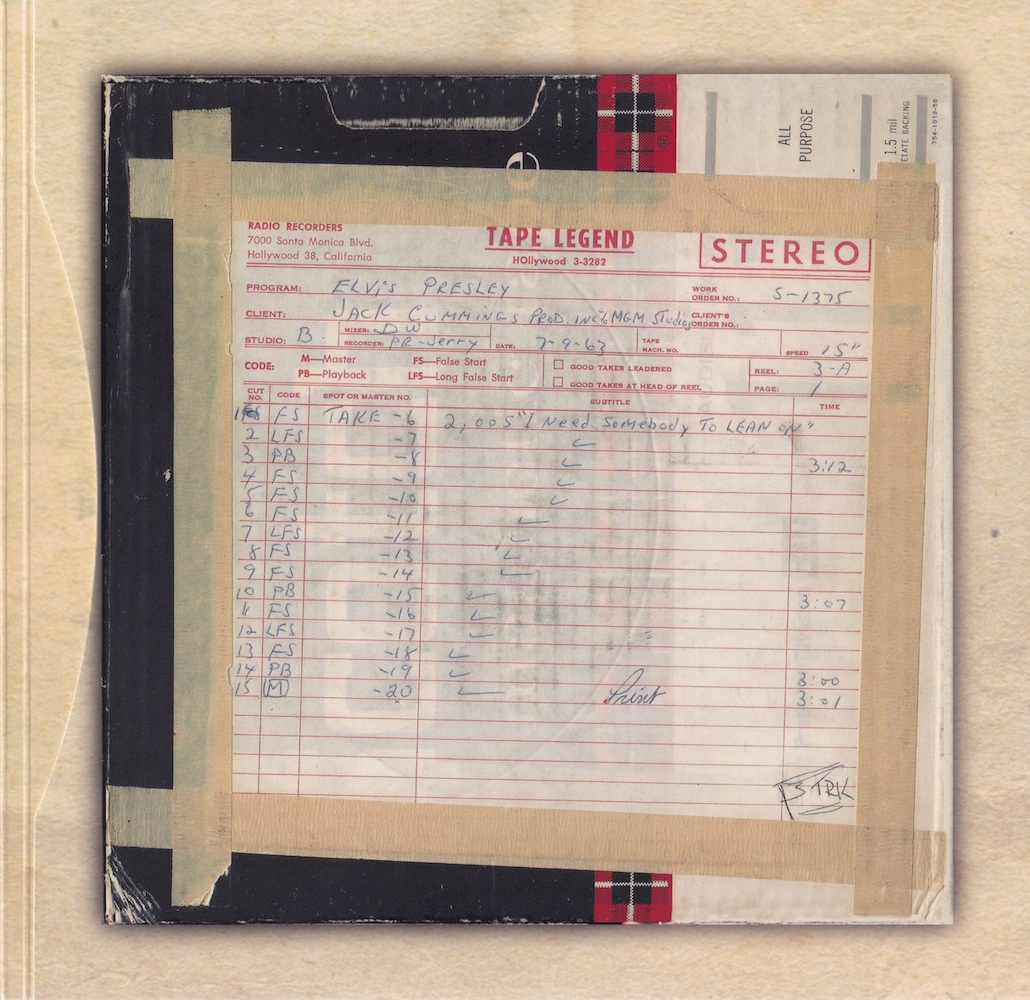 ALL
PURPOSE
1.5 mil
ETATE BACKING
RADIO RECORDERS
7000 Santa Monica Blvd.
Hollywood 38, California
TAPE LEGEND
HOllywood 3-3282
STEREO
PROGRAM: ELVIS PRESLEY
WORK ORDER NO.: S-1375
CLIENT: JACK CUMMINGS PROD. INC & MGM Studios
CLIENT'S ORDER NO.:
STUDIO: B. MIXER: DW
RECORDER: PR-Jerry DATE: 7-9-63 TAPE MACH. NO. SPEED 15"
CODE: M—Master FS—False Start
PB—Playback LFS—Long False Start
GOOD TAKES LEADERED
GOOD TAKES AT HEAD OF REEL
REEL: 3-A
PAGE: 1
CUT NO. CODE SPOT OR MASTER NO. SUBTITLE TIME
1 FS TAKE -6 2,005 "I Need Somebody TO LEAN ON"
2 LFS -7
3 PB -8 3:12
4 FS -9
5 FS -10
6 FS -11
7 LFS -12
8 FS -13
9 FS -14
10 PB -15 3:07
11 FS -16
12 LFS -17
13 FS -18
14 PB -19 3:00
15 M -20 Print 3:01
TRK